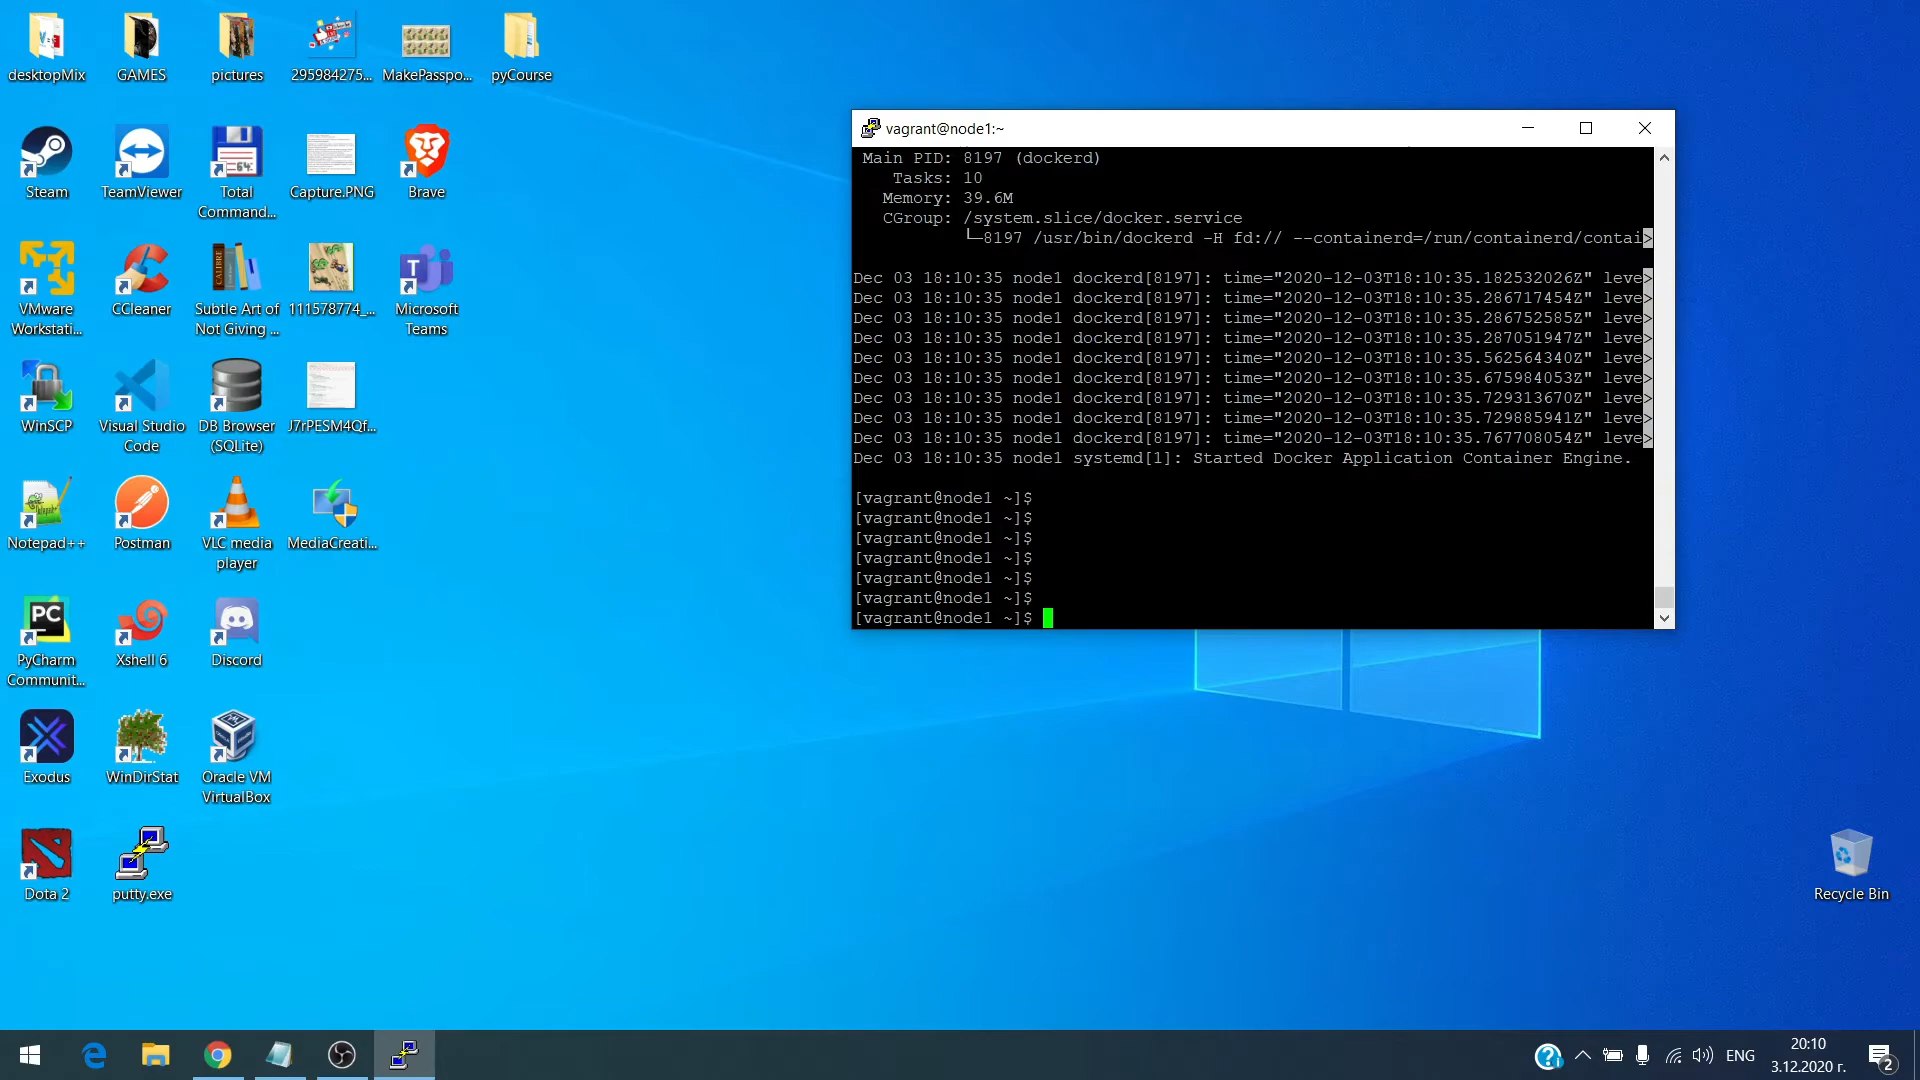 desktopMix
GAMES
pictures
295984275...
MakePasspo...
pyCourse
Steam
TeamViewer
Total
Command...
Capture.PNG
Brave
VMware
Workstati...
CCleaner
Subtle Art of
Not Giving ...
111578774_...
Microsoft
Teams
WinSCP
Visual Studio
Code
DB Browser
(SQLite)
J7rPESM4Qf...
Notepad++
Postman
VLC media
player
MediaCreati...
PyCharm
Communit...
Xshell 6
Discord
Exodus
WinDirStat
Oracle VM
VirtualBox
Dota 2
putty.exe
vagrant@node1:~
Main PID: 8197 (dockerd)
Tasks: 10
Memory: 39.6M
CGroup: /system.slice/docker.service
└─8197 /usr/bin/dockerd -H fd:// --containerd=/run/containerd/contai>
Dec 03 18:10:35 node1 dockerd[8197]: time="2020-12-03T18:10:35.182532026Z" leve>
Dec 03 18:10:35 node1 dockerd[8197]: time="2020-12-03T18:10:35.286717454Z" leve>
Dec 03 18:10:35 node1 dockerd[8197]: time="2020-12-03T18:10:35.286752585Z" leve>
Dec 03 18:10:35 node1 dockerd[8197]: time="2020-12-03T18:10:35.287051947Z" leve>
Dec 03 18:10:35 node1 dockerd[8197]: time="2020-12-03T18:10:35.562564340Z" leve>
Dec 03 18:10:35 node1 dockerd[8197]: time="2020-12-03T18:10:35.675984053Z" leve>
Dec 03 18:10:35 node1 dockerd[8197]: time="2020-12-03T18:10:35.729313670Z" leve>
Dec 03 18:10:35 node1 dockerd[8197]: time="2020-12-03T18:10:35.729885941Z" leve>
Dec 03 18:10:35 node1 dockerd[8197]: time="2020-12-03T18:10:35.767708054Z" leve>
Dec 03 18:10:35 node1 systemd[1]: Started Docker Application Container Engine.
[vagrant@node1 ~]$
[vagrant@node1 ~]$
[vagrant@node1 ~]$
[vagrant@node1 ~]$
[vagrant@node1 ~]$
[vagrant@node1 ~]$
[vagrant@node1 ~]$
Recycle Bin
ENG
20:10
3.12.2020 г.
2